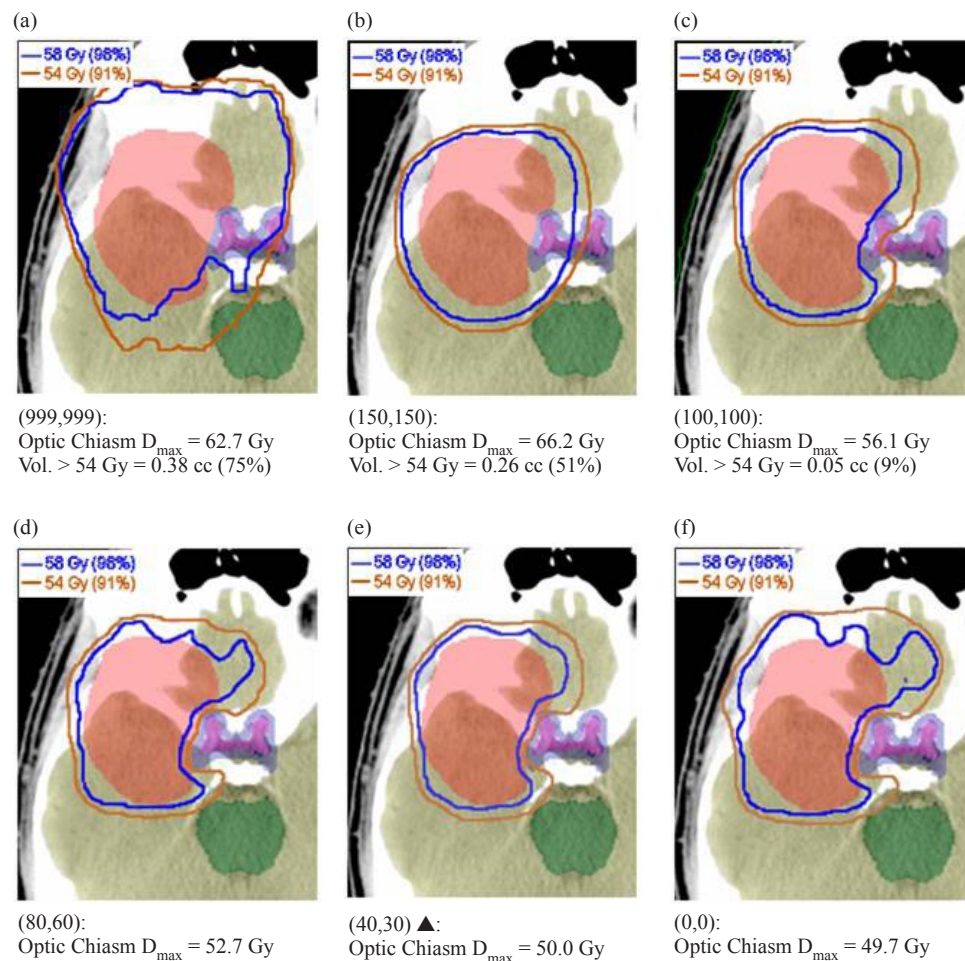 (a)
(b)
(c)
58 Gy (98%)
54 Gy (91%)
58 Gy (98%)
54 Gy (91%)
58 Gy (98%)
54 Gy (91%)
(999,999):
Optic Chiasm Dmax = 62.7 Gy
Vol. > 54 Gy = 0.38 cc (75%)
(150,150):
Optic Chiasm Dmax = 66.2 Gy
Vol. > 54 Gy = 0.26 cc (51%)
(100,100):
Optic Chiasm Dmax = 56.1 Gy
Vol. > 54 Gy = 0.05 cc (9%)
(d)
(e)
(f)
58 Gy (98%)
54 Gy (91%)
58 Gy (98%)
54 Gy (91%)
58 Gy (98%)
54 Gy (91%)
(80,60):
Optic Chiasm Dmax = 52.7 Gy
(40,30) ▲:
Optic Chiasm Dmax = 50.0 Gy
(0,0):
Optic Chiasm Dmax = 49.7 Gy